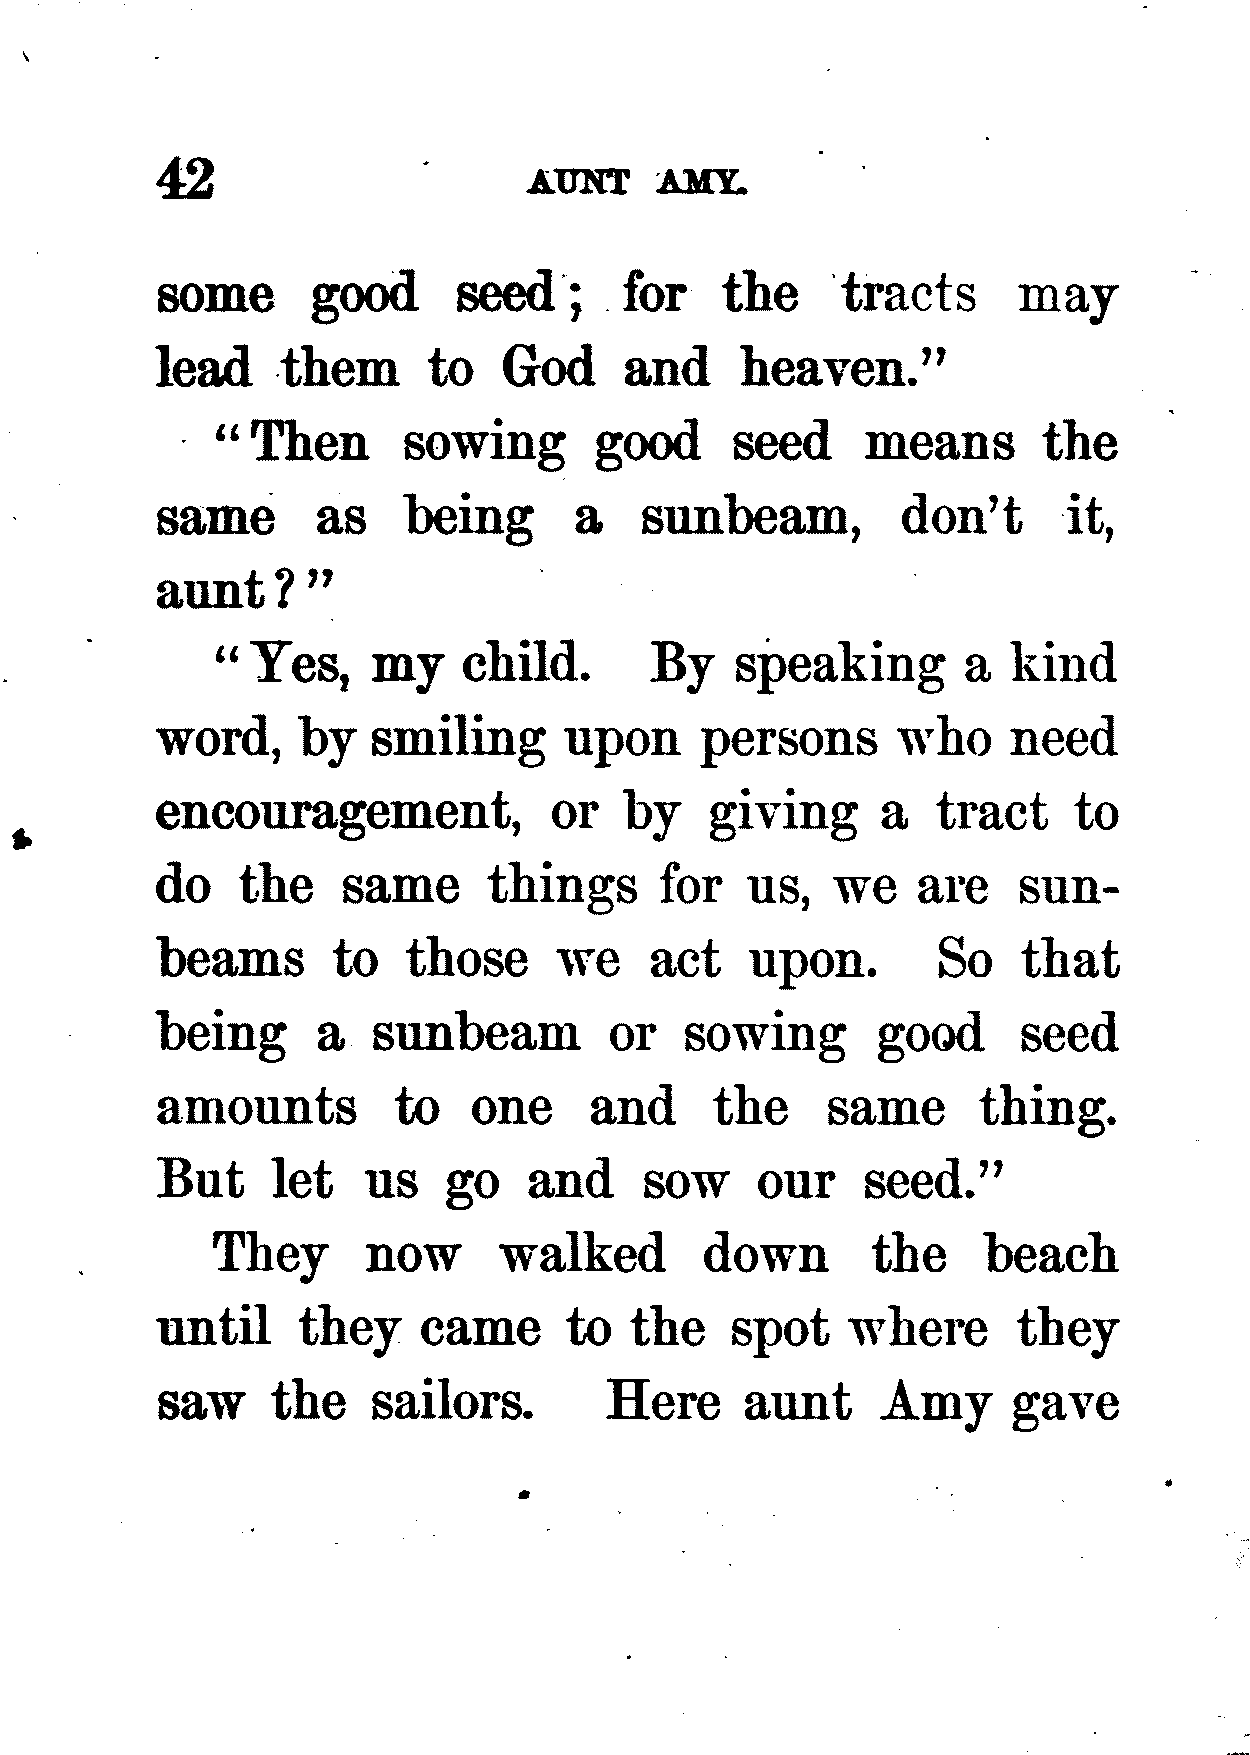 42 AUNT AMY.
some good seed; for the tracts may
lead them to God and heaven."
"Then sowing good seed means the
same as being a sunbeam, don't it,
aunt?"
"Yes, my child. By speaking a kind
word, by smiling upon persons who need
encouragement, or by giving a tract to
do the same things for us, we are sun-
beams to those we act upon. So that
being a sunbeam or sowing good seed
amounts to one and the same thing.
But let us go and sow our seed."
They now walked down the beach
until they came to the spot where they
saw the sailors. Here aunt Amy gave